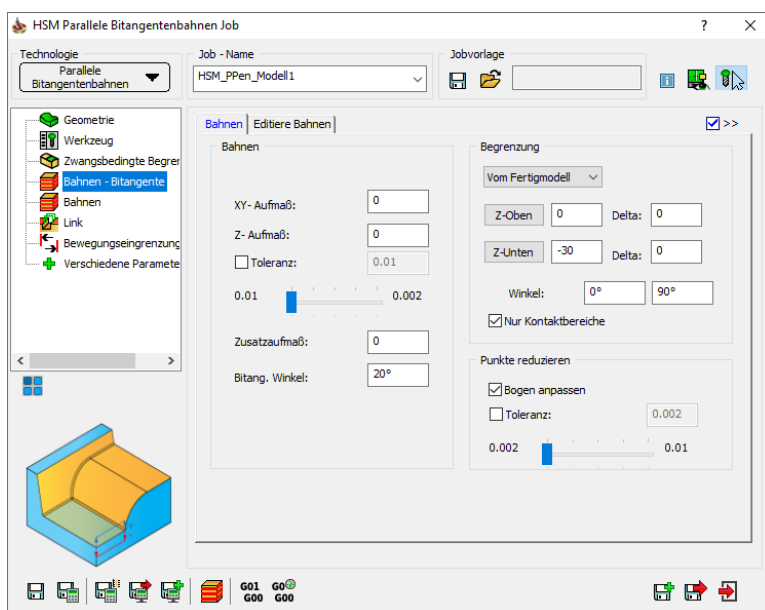 HSM Parallele Bitangentenbahnen Job
?
Technologie
Parallele
Bitangentenbahnen
Job - Name
HSM_PPen_Modell1
Jobvorlage
Geometrie
Werkzeug
Zwangsbedingte Begrer
Bahnen - Bitangente
Bahnen
Link
Bewegungseingrenzung
Verschiedene Paramete
Bahnen
Editiere Bahnen
>>
Bahnen
XY- Aufmaß: 0
Z- Aufmaß: 0
Toleranz: 0.01
0.01 0.002
Zusatzaufmaß: 0
Bitang. Winkel: 20°
Begrenzung
Vom Fertigmodell
Z-Oben 0 Delta: 0
Z-Unten -30 Delta: 0
Winkel: 0° 90°
Nur Kontaktbereiche
Punkte reduzieren
Bogen anpassen
Toleranz: 0.002
0.002 0.01
G01 G00
G00 G00